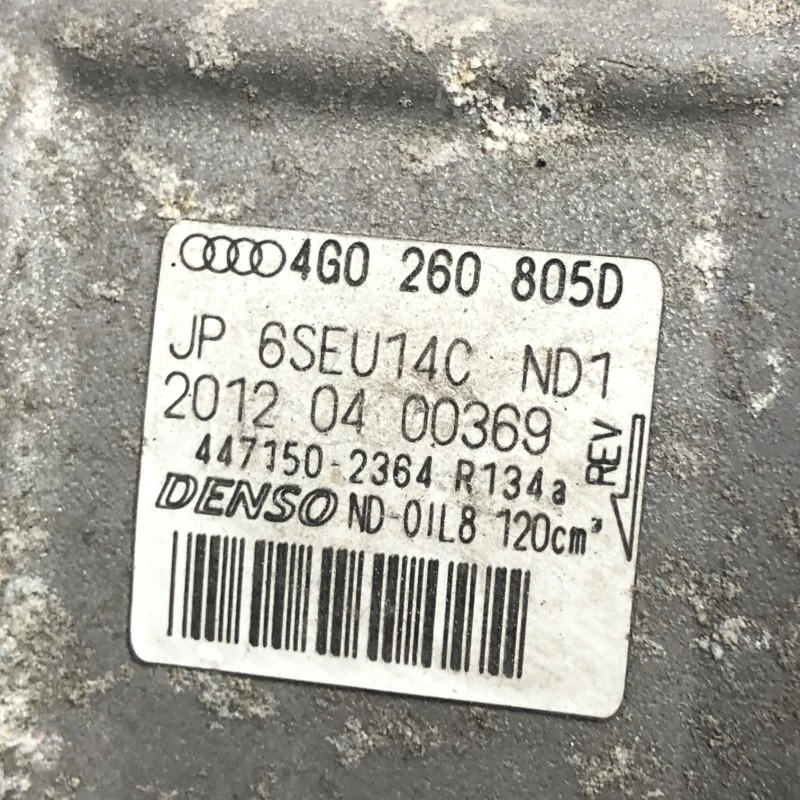 4G0 260 805D
JP 6SEU14C ND1
2012 04 00369
447150-2364 R134a
DENSO ND-OIL8 120cm³
REV